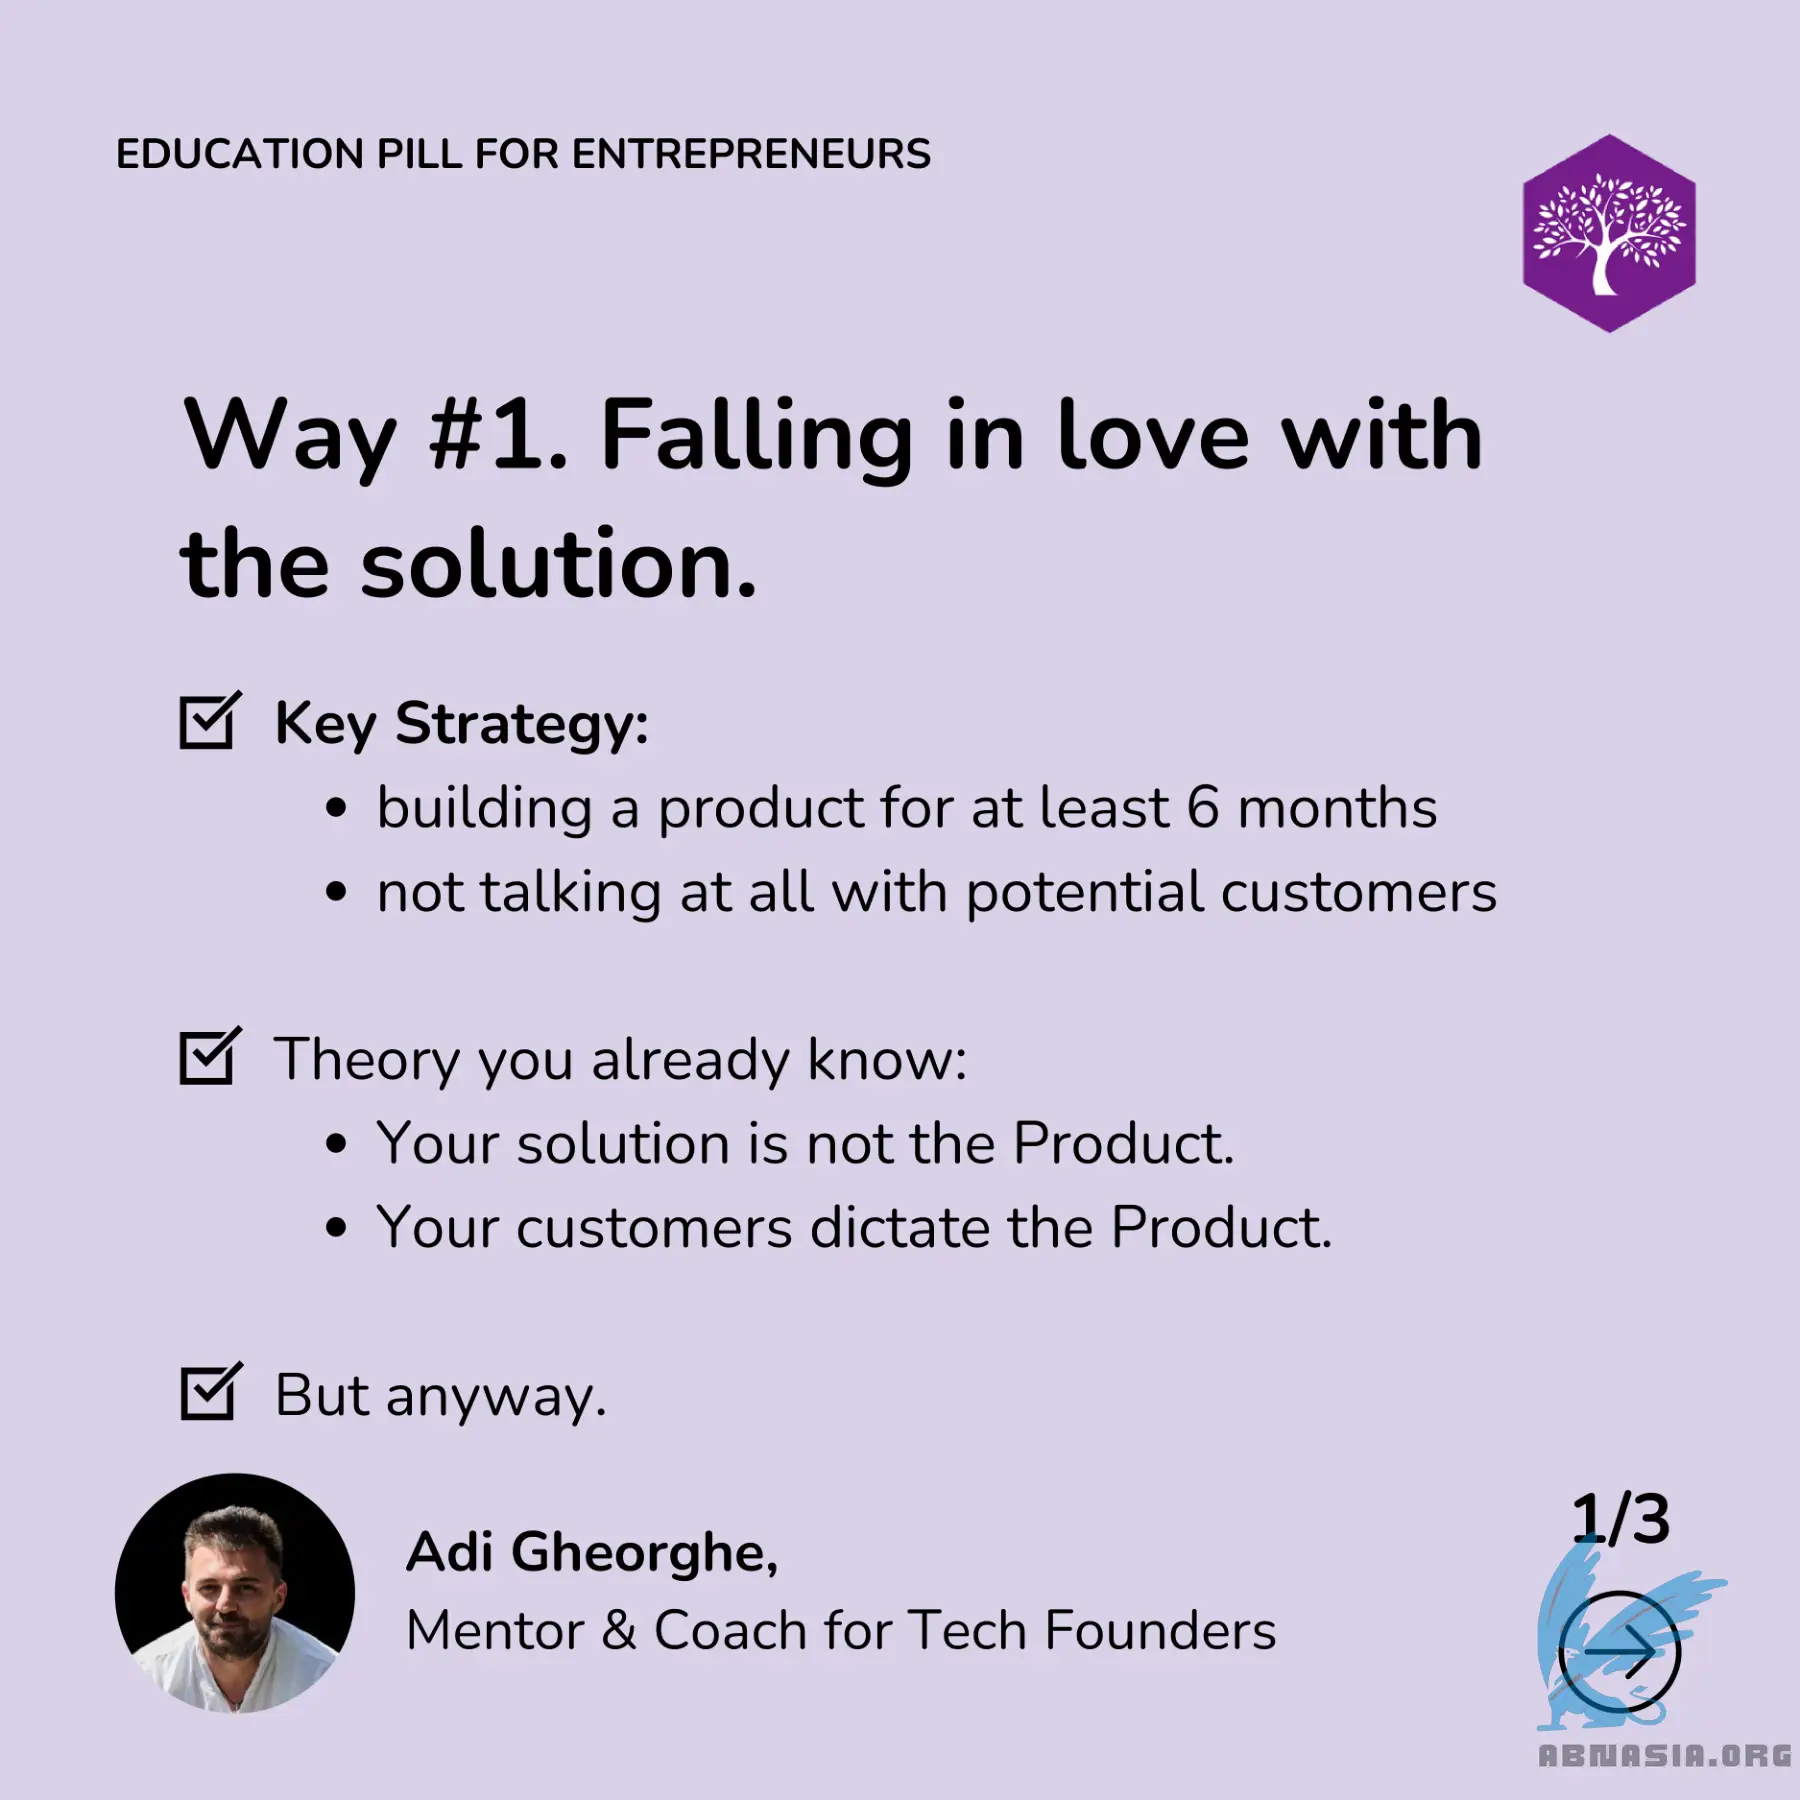 EDUCATION PILL FOR ENTREPRENEURS
Way #1. Falling in love with
the solution.
Key Strategy:
• building a product for at least 6 months
• not talking at all with potential customers
Theory you already know:
• Your solution is not the Product.
• Your customers dictate the Product.
But anyway.
Adi Gheorghe,
Mentor & Coach for Tech Founders
1/3
ABNASIA.ORG